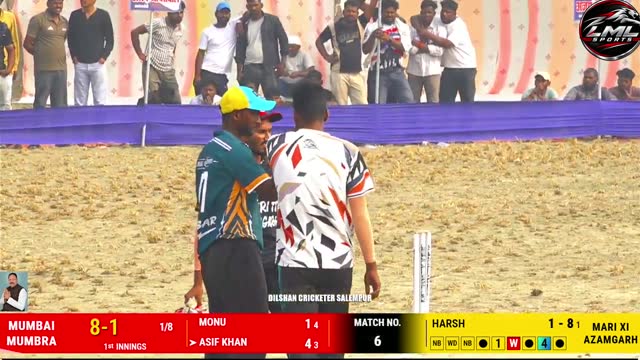 LML
SPORTS
DILSHAN CRICKETER SALEMPUR
MUMBAI 8-1 1/8
MUMBRA 1ST INNINGS
MONU 1 4
ASIF KHAN 4 3
MATCH NO.
6
HARSH 1 - 8 1
NB WD NB 1 W 4
MARI XI
AZAMGARH